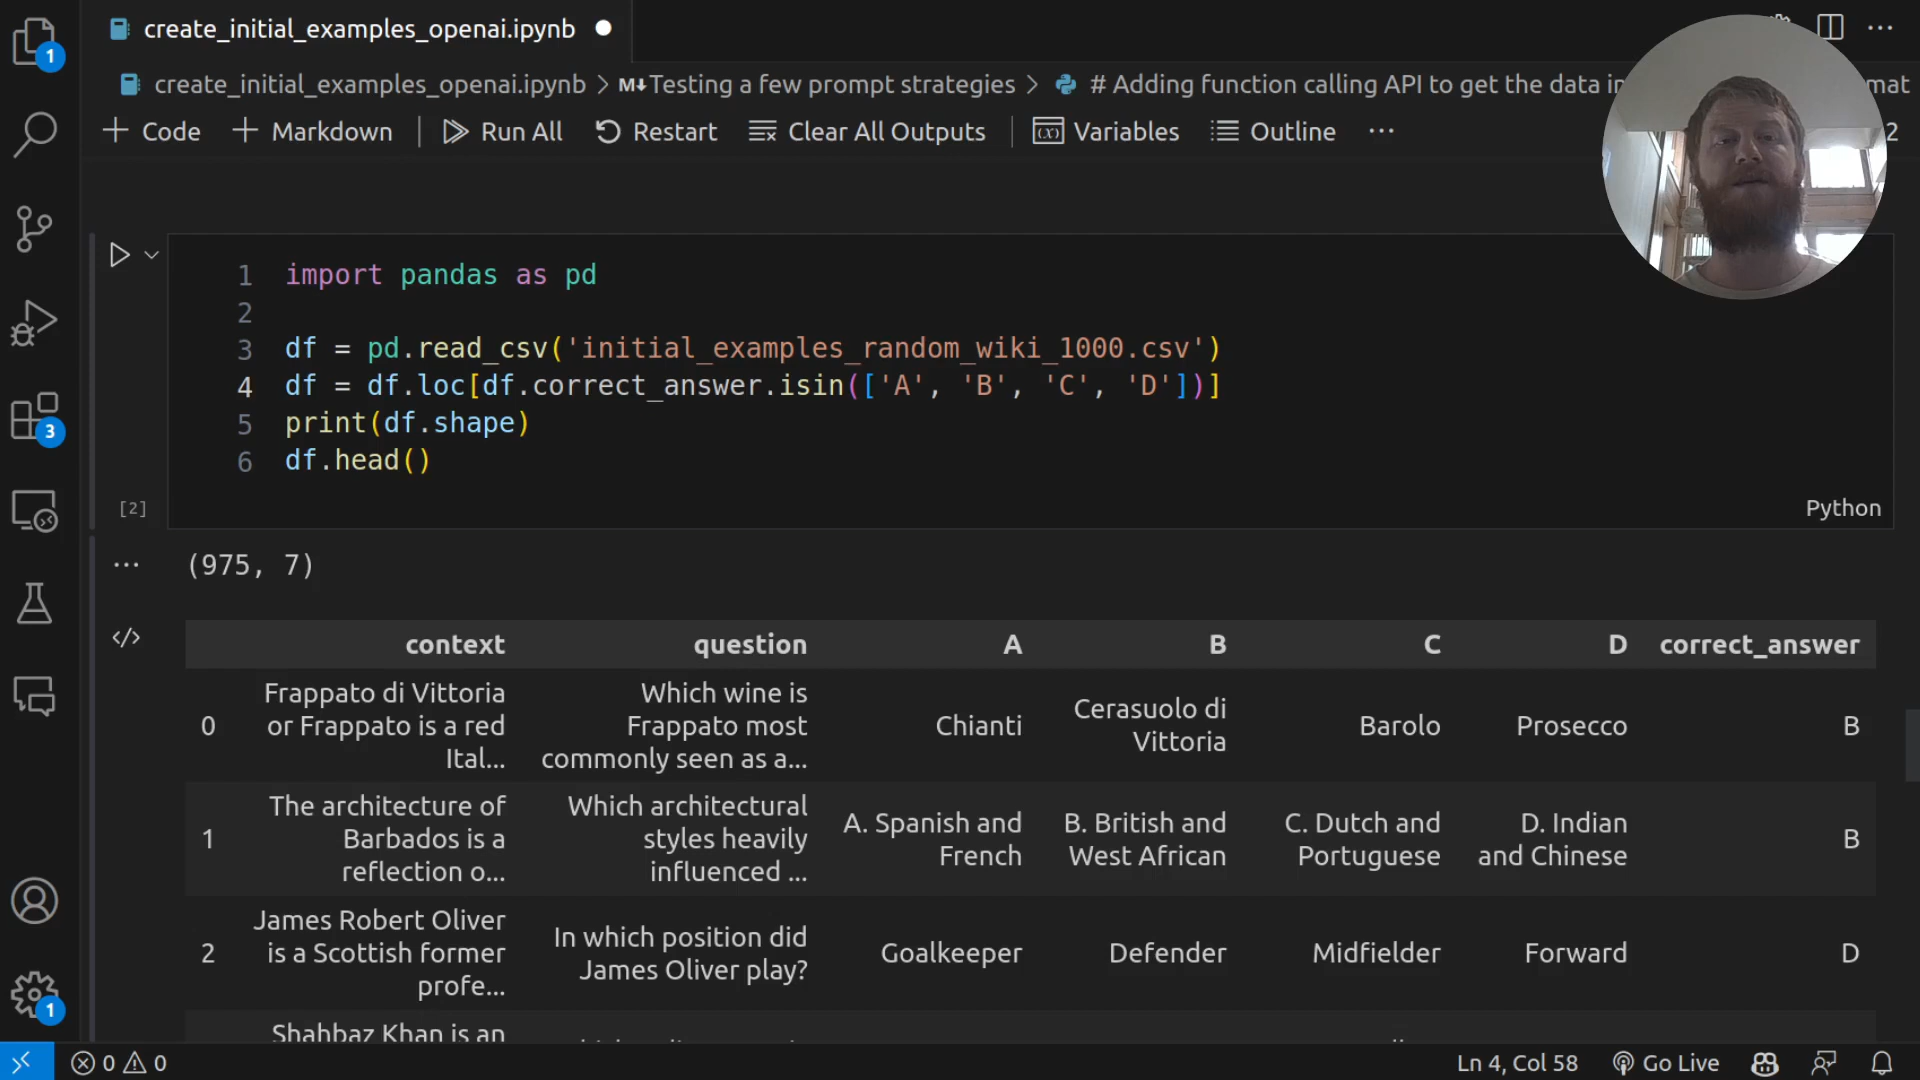 create_initial_examples_openai.ipynb
create_initial_examples_openai.ipynb > M↓ Testing a few prompt strategies > # Adding function calling API to get the data in
mat
+ Code + Markdown | Run All Restart Clear All Outputs | Variables Outline ...
2
1 import pandas as pd
2
3 df = pd.read_csv('initial_examples_random_wiki_1000.csv')
4 df = df.loc[df.correct_answer.isin(['A', 'B', 'C', 'D'])]
5 print(df.shape)
6 df.head()
[2]
Python
(975, 7)
context question A B C D correct_answer
0 Frappato di Vittoria or Frappato is a red Ital... Which wine is Frappato most commonly seen as a... Chianti Cerasuolo di Vittoria Barolo Prosecco B
1 The architecture of Barbados is a reflection o... Which architectural styles heavily influenced ... A. Spanish and French B. British and West African C. Dutch and Portuguese D. Indian and Chinese B
2 James Robert Oliver is a Scottish former profe... In which position did James Oliver play? Goalkeeper Defender Midfielder Forward D
Shahbaz Khan is an
1
3
1
0 0
Ln 4, Col 58 Go Live